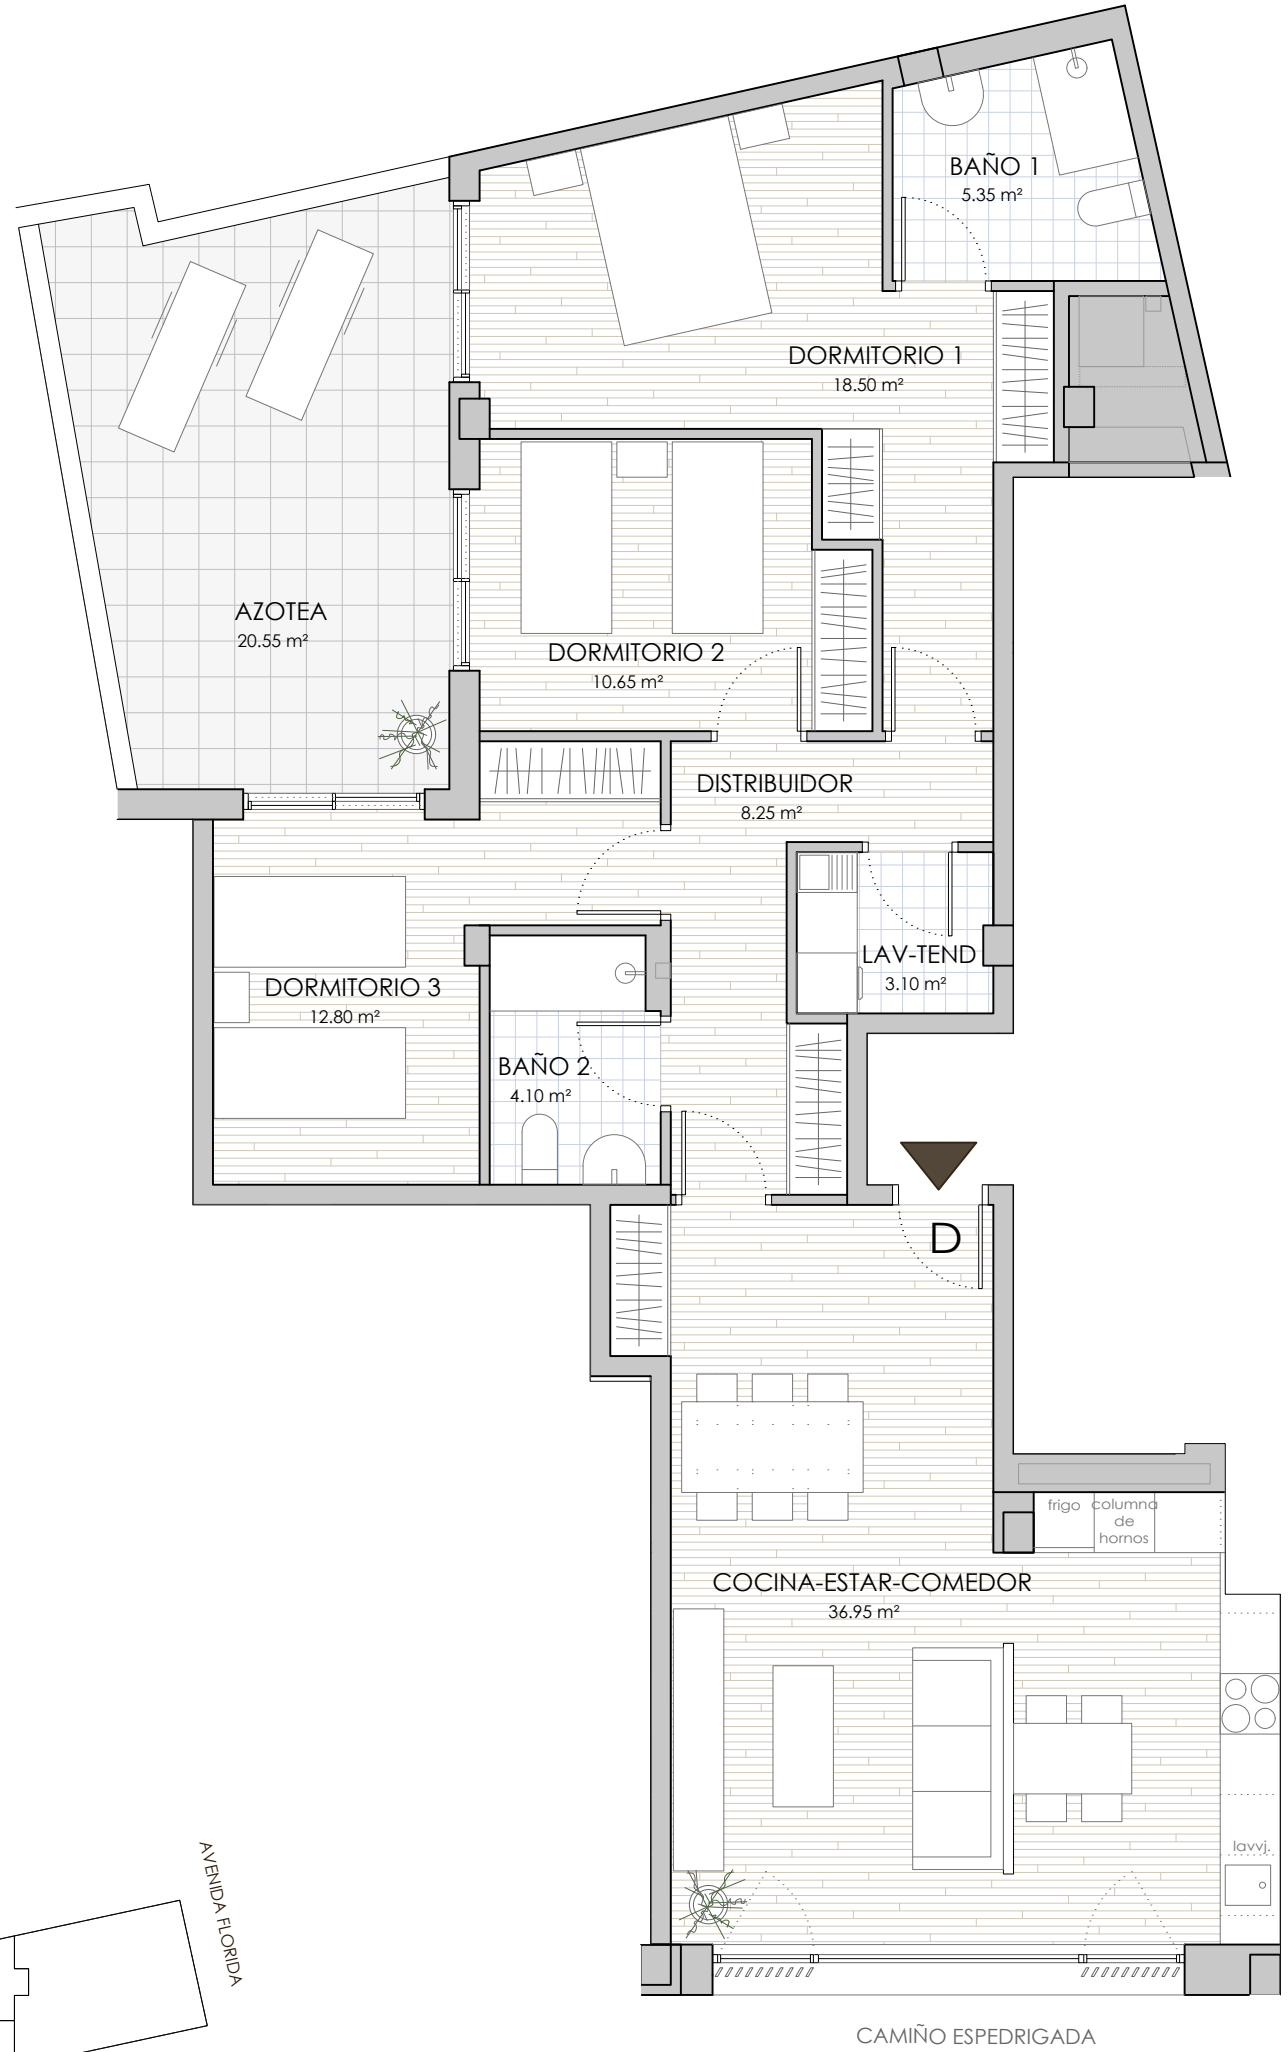 BAÑO 1
5.35 m²
DORMITORIO 1
18.50 m²
AZOTEA
20.55 m²
DORMITORIO 2
10.65 m²
DISTRIBUIDOR
8.25 m²
LAV-TEND
3.10 m²
DORMITORIO 3
12.80 m²
BAÑO 2
4.10 m²
D
frigo
columna
de
hornos
COCINA-ESTAR-COMEDOR
36.95 m²
lavvj.
AVENIDA FLORIDA
CAMIÑO ESPEDRIGADA